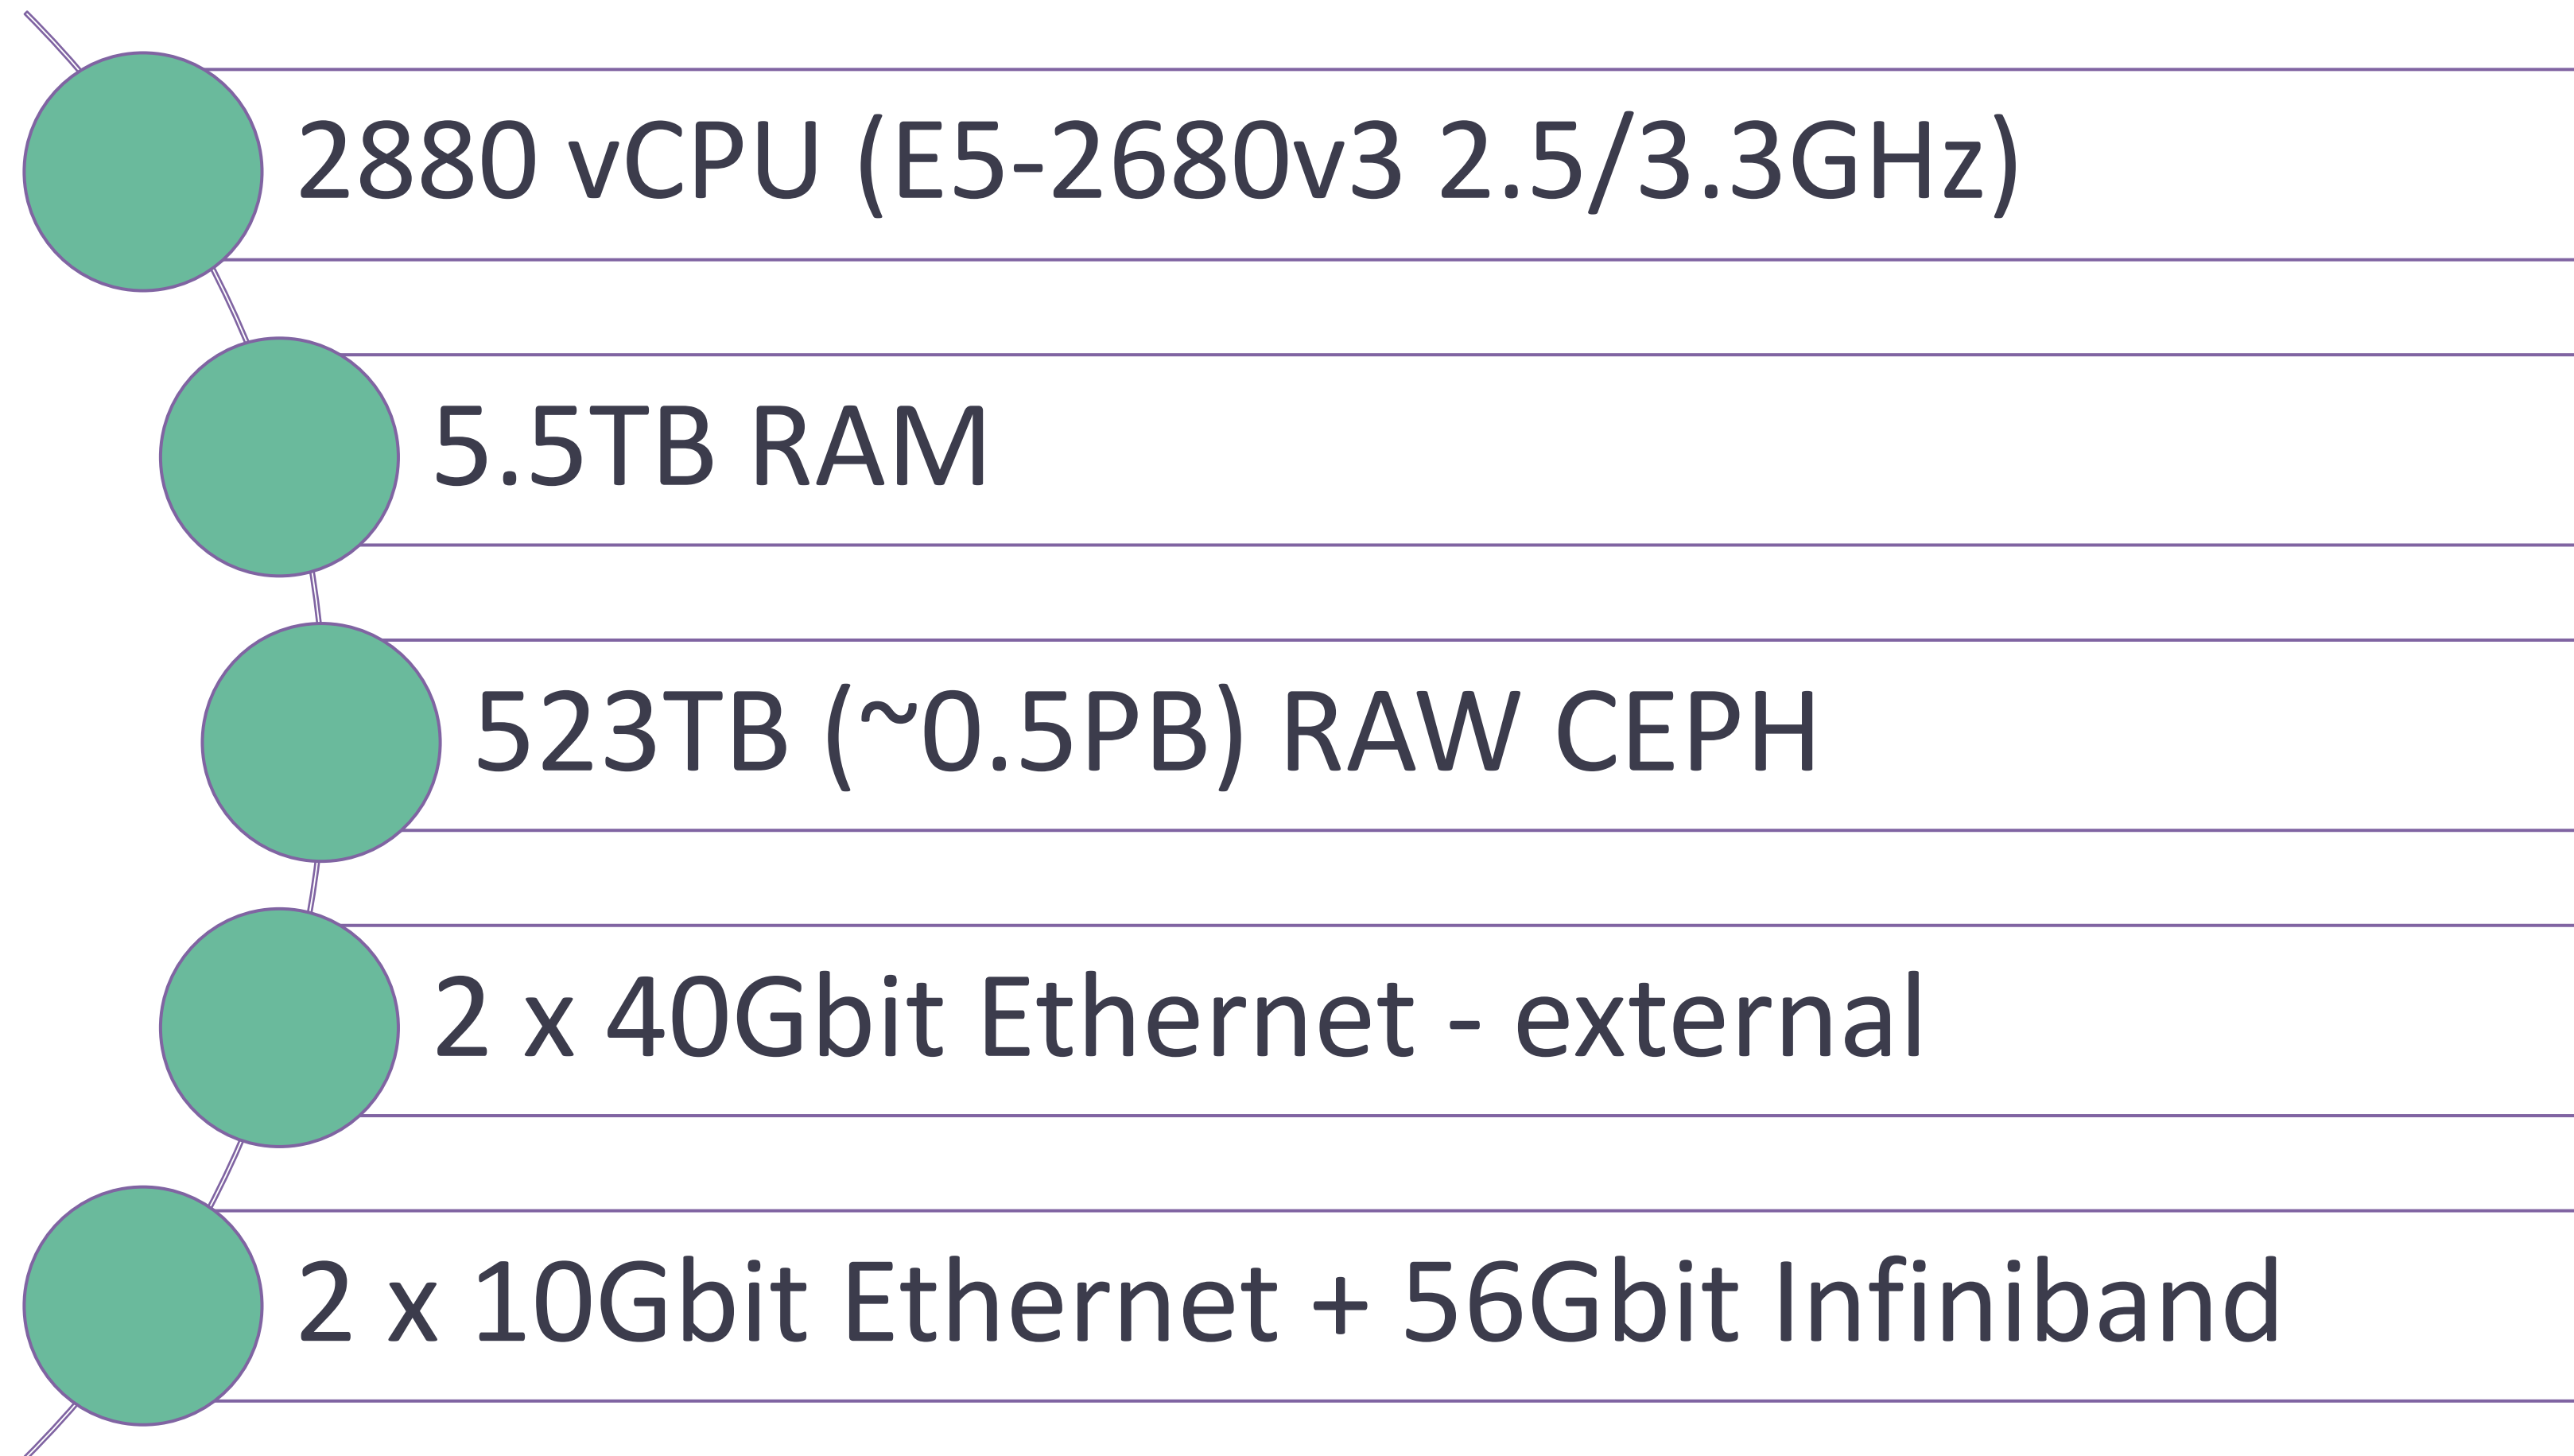 2880 vCPU (E5-2680v3 2.5/3.3GHz)
5.5TB RAM
523TB (~0.5PB) RAW CEPH
2 x 40Gbit Ethernet - external
2 x 10Gbit Ethernet + 56Gbit Infiniband